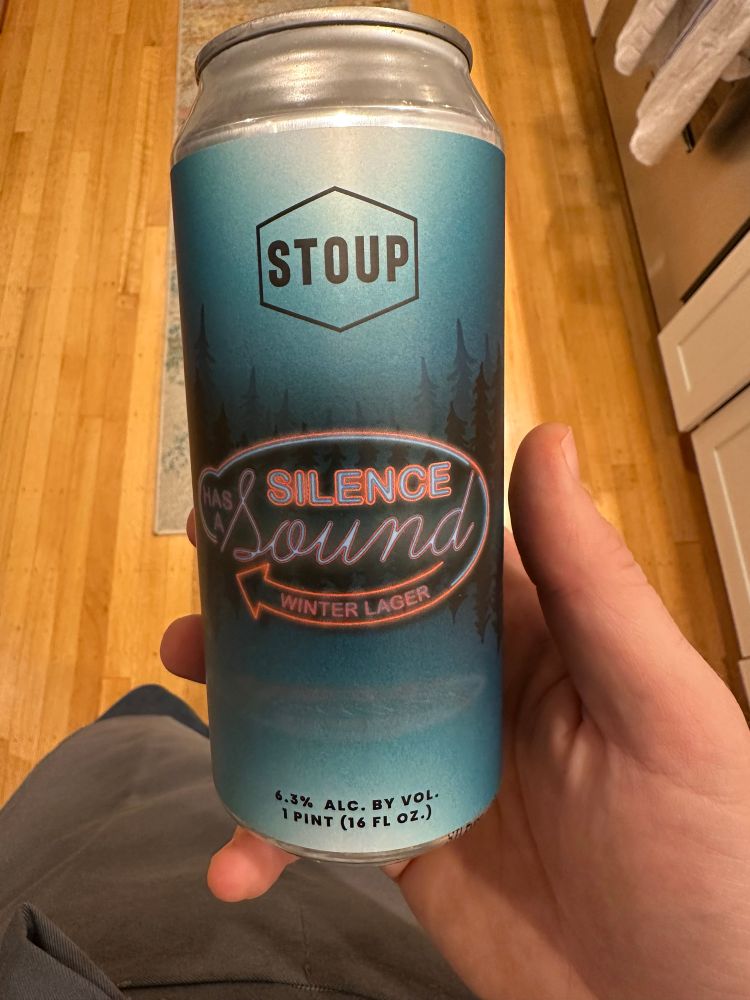 STOUP
SILENCE
HAS A Sound
WINTER LAGER
6.3% ALC. BY VOL.
1 PINT (16 FL OZ.)